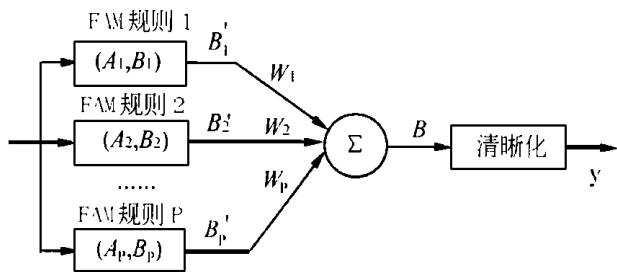 FAM规则 1
(A₁,B₁)
B₁'
W₁
FAM规则 2
(A₂,B₂)
B₂'
W₂
......
FAM规则 P
(Aₚ,Bₚ)
Bₚ'
Wₚ
Σ
B
清晰化
y